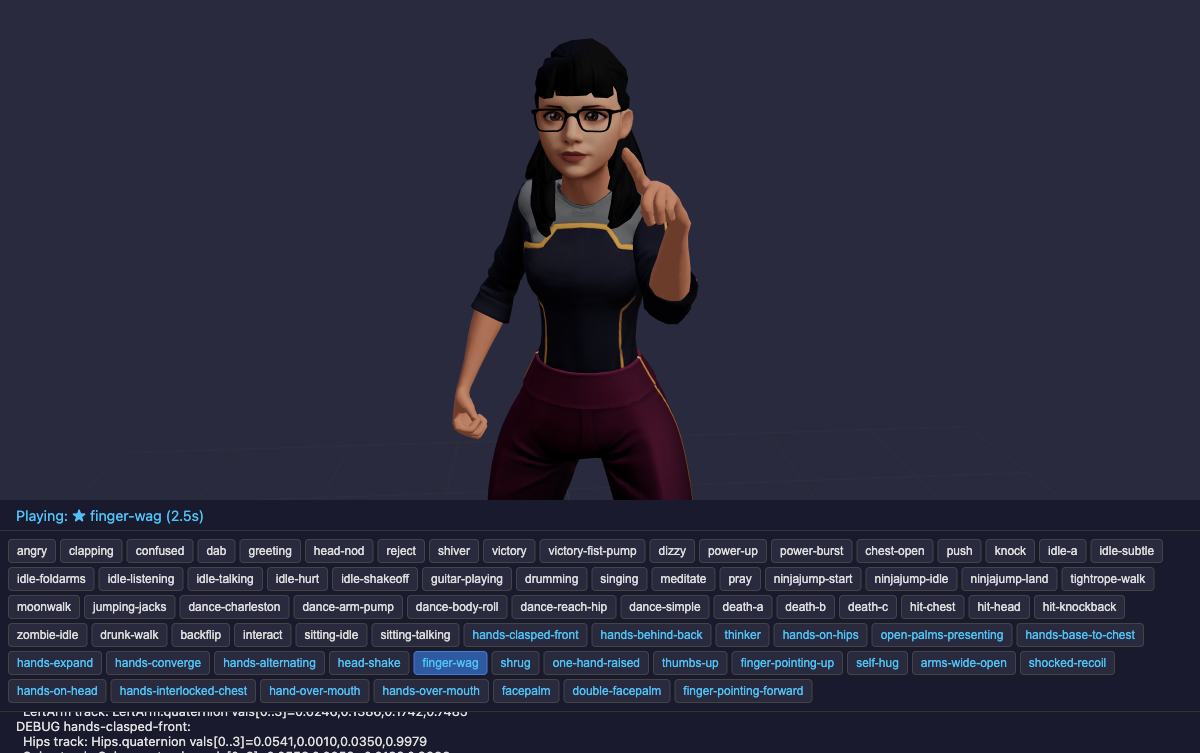 Playing: ★ finger-wag (2.5s)
angry clapping confused dab greeting head-nod reject shiver victory victory-fist-pump dizzy power-up power-burst chest-open push knock idle-a idle-subtle
idle-foldarms idle-listening idle-talking idle-hurt idle-shakeoff guitar-playing drumming singing meditate pray ninjajump-start ninjajump-idle ninjajump-land tightrope-walk
moonwalk jumping-jacks dance-charleston dance-arm-pump dance-body-roll dance-reach-hip dance-simple death-a death-b death-c hit-chest hit-head hit-knockback
zombie-idle drunk-walk backflip interact sitting-idle sitting-talking hands-clasped-front hands-behind-back thinker hands-on-hips open-palms-presenting hands-base-to-chest
hands-expand hands-converge hands-alternating head-shake finger-wag shrug one-hand-raised thumbs-up finger-pointing-up self-hug arms-wide-open shocked-recoil
hands-on-head hands-interlocked-chest hand-over-mouth hands-over-mouth facepalm double-facepalm finger-pointing-forward
LeftArm track: LeftArm.quaternion
DEBUG hands-clasped-front:
Hips track: Hips.quaternion vals[0..3]=0.0541,0.0010,0.0350,0.9979